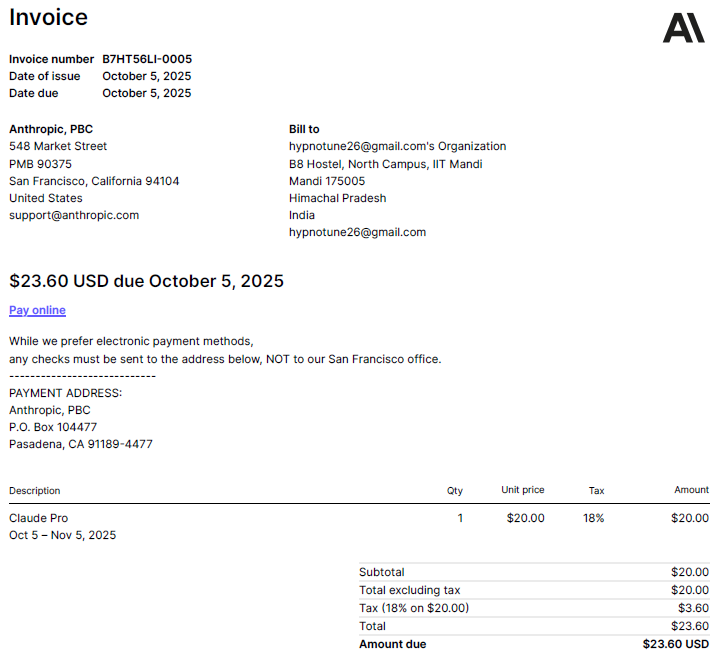 Invoice
Invoice number B7HT56LI-0005
Date of issue October 5, 2025
Date due October 5, 2025
Anthropic, PBC
548 Market Street
PMB 90375
San Francisco, California 94104
United States
support@anthropic.com
Bill to
hypnotune26@gmail.com's Organization
B8 Hostel, North Campus, IIT Mandi
Mandi 175005
Himachal Pradesh
India
hypnotune26@gmail.com
$23.60 USD due October 5, 2025
Pay online
While we prefer electronic payment methods,
any checks must be sent to the address below, NOT to our San Francisco office.
----------------------------
PAYMENT ADDRESS:
Anthropic, PBC
P.O. Box 104477
Pasadena, CA 91189-4477
Description Qty Unit price Tax Amount
Claude Pro 1 $20.00 18% $20.00
Oct 5 – Nov 5, 2025
Subtotal $20.00
Total excluding tax $20.00
Tax (18% on $20.00) $3.60
Total $23.60
Amount due $23.60 USD